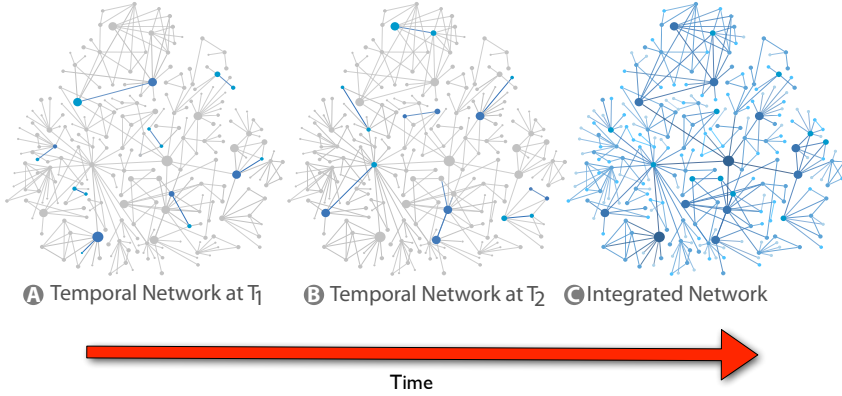 A Temporal Network at T1
B Temporal Network at T2
C Integrated Network
Time